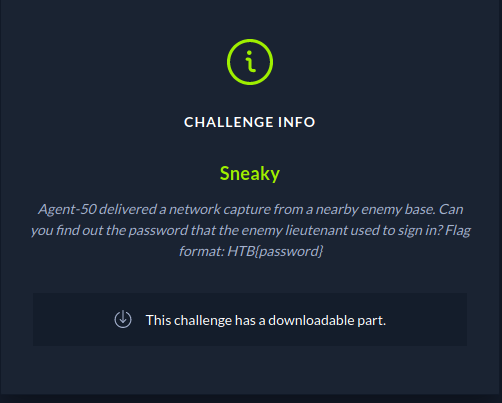 CHALLENGE INFO
Sneaky
Agent-50 delivered a network capture from a nearby enemy base. Can
you find out the password that the enemy lieutenant used to sign in? Flag
format: HTB{password}
This challenge has a downloadable part.